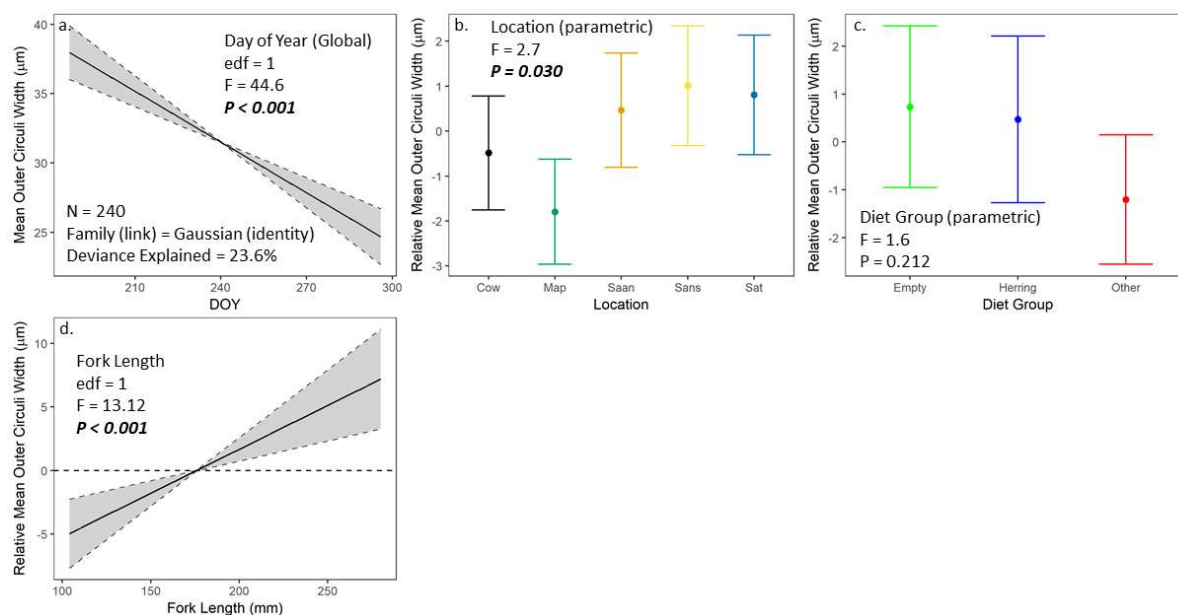 a.
Day of Year (Global)
edf = 1
F = 44.6
P < 0.001
N = 240
Family (link) = Gaussian (identity)
Deviance Explained = 23.6%
Mean Outer Circuli Width (μm)
40
35
30
25
210
240
270
300
DOY
b.
Location (parametric)
F = 2.7
P = 0.030
Relative Mean Outer Circuli Width (μm)
2
1
0
-1
-2
-3
Cow
Map
Saan
Sans
Sat
Location
c.
Diet Group (parametric)
F = 1.6
P = 0.212
Relative Mean Outer Circuli Width (μm)
2
1
0
-1
-2
Empty
Herring
Other
Diet Group
d.
Fork Length
edf = 1
F = 13.12
P < 0.001
Relative Mean Outer Circuli Width (μm)
10
5
0
-5
100
150
200
250
Fork Length (mm)